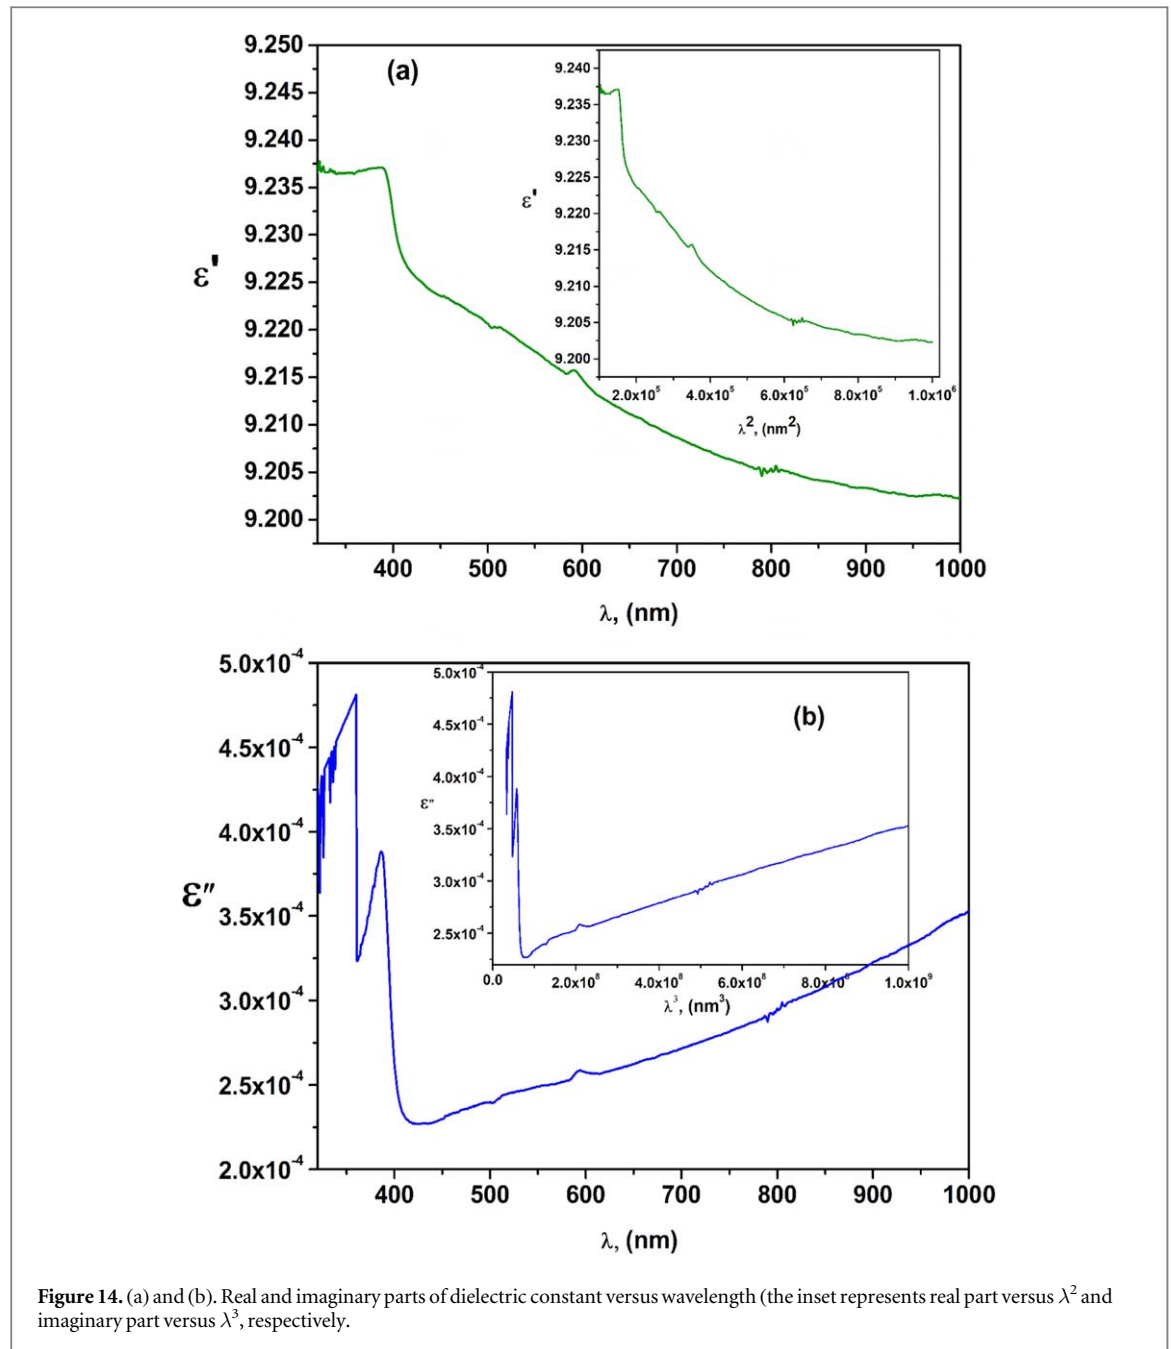 9.250
(a)
9.245
9.240
9.235
9.230
9.225
9.220
9.215
9.210
9.205
9.200
ε'
400 500 600 700 800 900 1000
λ, (nm)
9.240
9.235
9.230
9.225
9.220
9.215
9.210
9.205
9.200
ε'
2.0x10⁵ 4.0x10⁵ 6.0x10⁵ 8.0x10⁵ 1.0x10⁶
λ², (nm²)
5.0x10⁻⁴
4.5x10⁻⁴
4.0x10⁻⁴
3.5x10⁻⁴
3.0x10⁻⁴
2.5x10⁻⁴
2.0x10⁻⁴
ε″
400 500 600 700 800 900 1000
λ, (nm)
5.0x10⁻⁴
(b)
4.5x10⁻⁴
4.0x10⁻⁴
3.5x10⁻⁴
3.0x10⁻⁴
2.5x10⁻⁴
ε″
0.0 2.0x10⁸ 4.0x10⁸ 6.0x10⁸ 8.0x10⁸ 1.0x10⁹
λ³, (nm³)
Figure 14. (a) and (b). Real and imaginary parts of dielectric constant versus wavelength (the inset represents real part versus λ² and
imaginary part versus λ³, respectively.